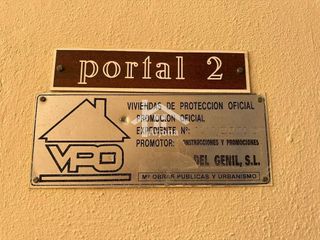 portal 2
VIVIENDAS DE PROTECCION OFICIAL
PROMOCION OFICIAL
EXPEDIENTE Nº:
PROMOTOR: CONSTRUCCIONES Y PROMOCIONES
DEL GENIL, S.L.
VPO
Mº OBRAS PUBLICAS Y URBANISMO